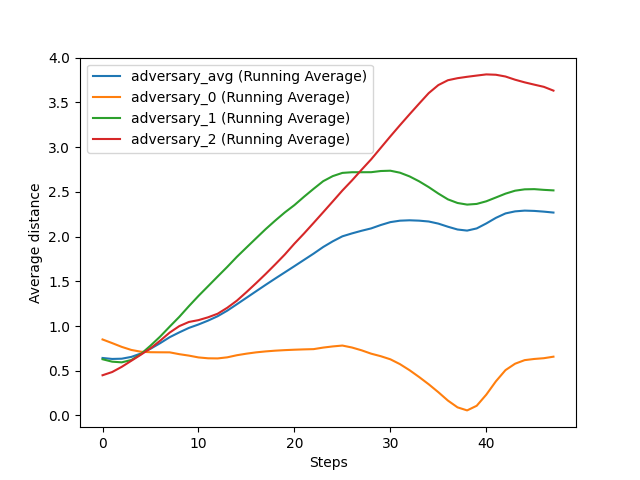 4.0
3.5
3.0
2.5
2.0
1.5
1.0
0.5
0.0
Average distance
adversary_avg (Running Average)
adversary_0 (Running Average)
adversary_1 (Running Average)
adversary_2 (Running Average)
0 10 20 30 40
Steps